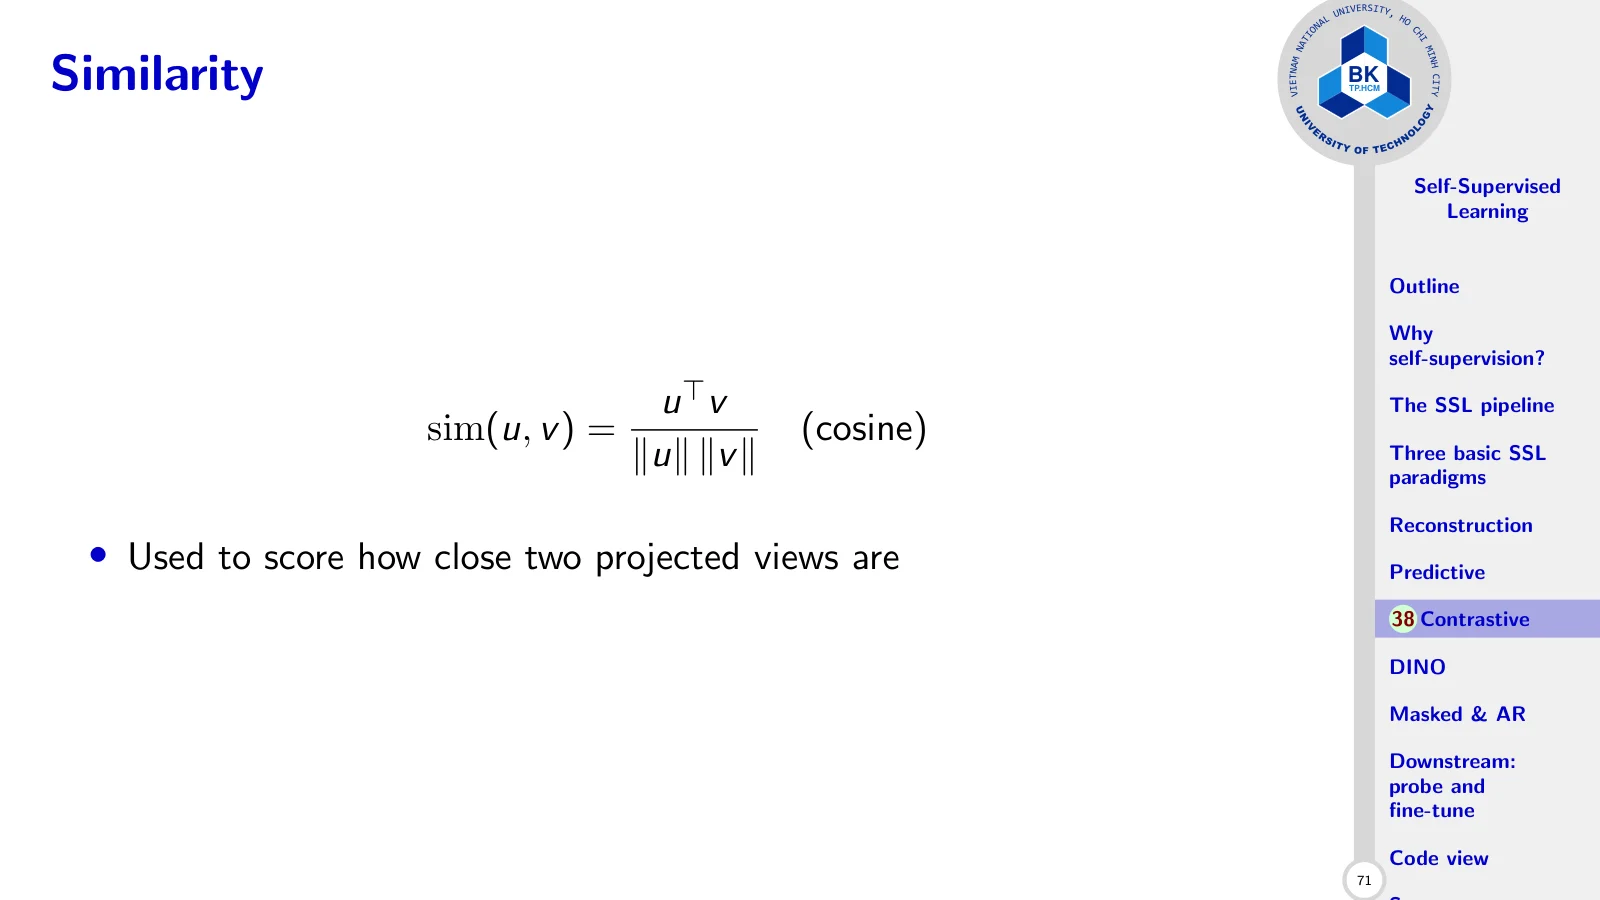 Similarity
sim(u, v) = u⊤v / ‖u‖ ‖v‖ (cosine)
• Used to score how close two projected views are
VIETNAM NATIONAL UNIVERSITY, HO CHI MINH CITY
BK
TP.HCM
UNIVERSITY OF TECHNOLOGY
Self-Supervised
Learning
Outline
Why
self-supervision?
The SSL pipeline
Three basic SSL
paradigms
Reconstruction
Predictive
38 Contrastive
DINO
Masked & AR
Downstream:
probe and
fine-tune
Code view
71